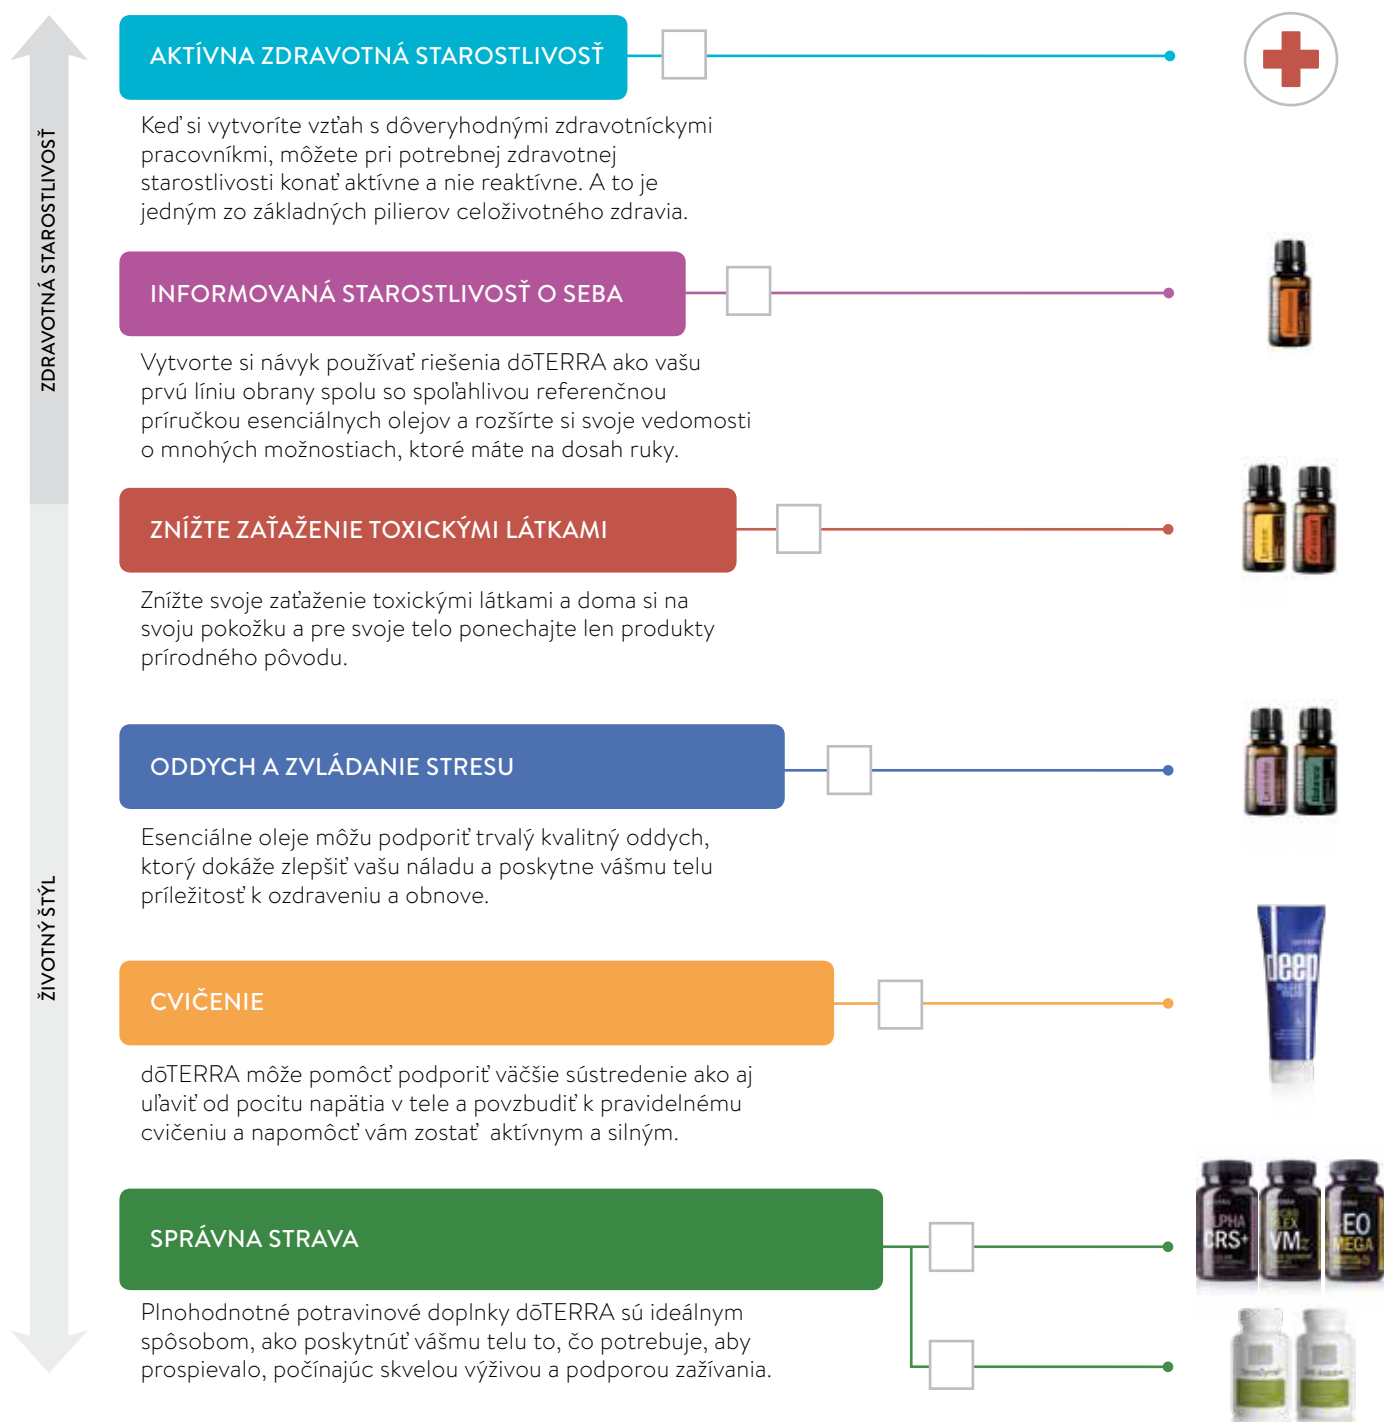 AKTÍVNA ZDRAVOTNÁ STAROSTLIVOSŤ
Keď si vytvoríte vzťah s dôveryhodnými zdravotníckymi
pracovníkmi, môžete pri potrebnej zdravotnej
starostlivosti konať aktívne a nie reaktívne. A to je
jedným zo základných pilierov celoživotného zdravia.
ZDRAVOTNÁ STAROSTLIVOSŤ
INFORMOVANÁ STAROSTLIVOSŤ O SEBA
Vytvorte si návyk používať riešenia dōTERRA ako vašu
prvú líniu obrany spolu so spoľahlivou referenčnou
príručkou esenciálnych olejov a rozšírte si svoje vedomosti
o mnohých možnostiach, ktoré máte na dosah ruky.
ZNÍŽTE ZAŤAŽENIE TOXICKÝMI LÁTKAMI
Lemon
Znížte svoje zaťaženie toxickými látkami a doma si na
svoju pokožku a pre svoje telo ponechajte len produkty
prírodného pôvodu.
ODDYCH A ZVLÁDANIE STRESU
Lavender
Balance
Esenciálne oleje môžu podporiť trvalý kvalitný oddych,
ktorý dokáže zlepšiť vašu náladu a poskytne vášmu telu
príležitosť k ozdraveniu a obnove.
ŽIVOTNÝ ŠTÝL
CVIČENIE
deep
dōTERRA môže pomôcť podporiť väčšie sústredenie ako aj
uľaviť od pocitu napätia v tele a povzbudiť k pravidelnému
cvičeniu a napomôcť vám zostať aktívnym a silným.
SPRÁVNA STRAVA
CRS+
VMz
EO
MEGA
Plnohodnotné potravinové doplnky dōTERRA sú ideálnym
spôsobom, ako poskytnúť vášmu telu to, čo potrebuje, aby
prospievalo, počínajúc skvelou výživou a podporou zažívania.